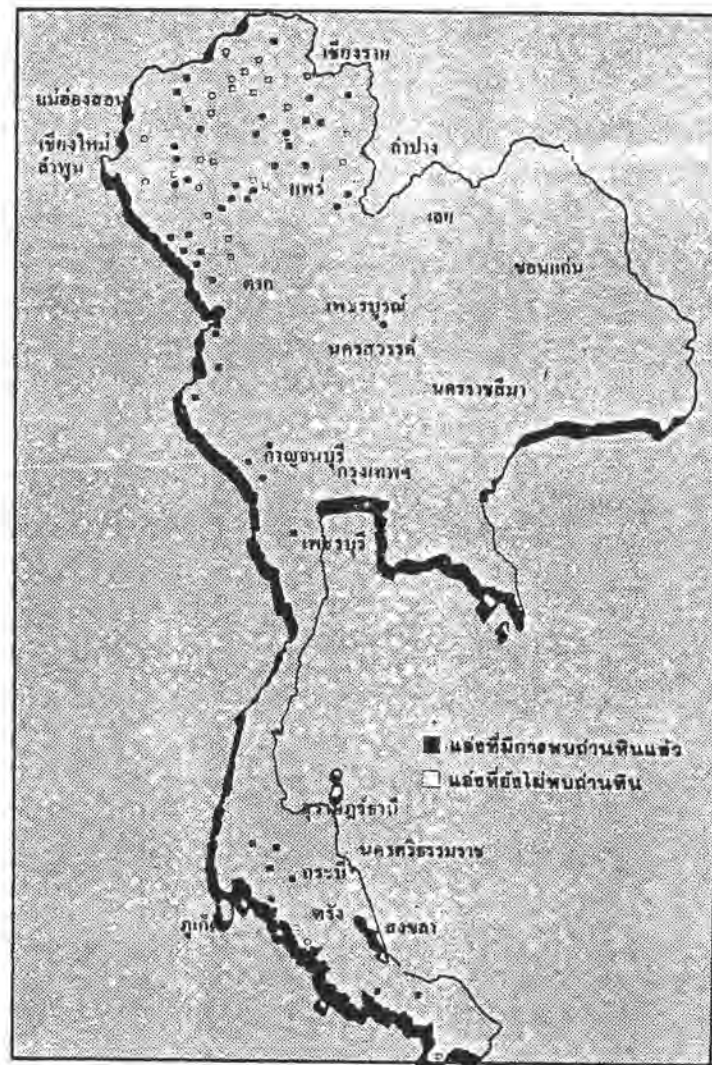 เชียงราย
แม่ฮ่องสอน
เชียงใหม่
ลำพูน
ลำปาง
แพร่
เลย
ขอนแก่น
ตาก
เพชรบูรณ์
นครสวรรค์
นครราชสีมา
กาญจนบุรี
กรุงเทพฯ
เพชรบุรี
แหล่งที่มีการพบถ่านหินแล้ว
แหล่งที่ยังไม่พบถ่านหิน
สุราษฎร์ธานี
นครศรีธรรมราช
กระบี่
ตรัง
ภูเก็ต
สงขลา